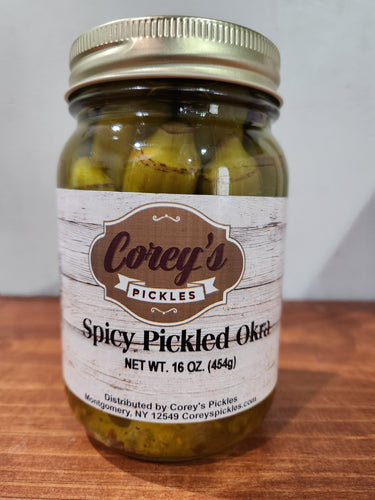 Corey's
PICKLES
Spicy Pickled Okra
NET WT. 16 OZ. (454g)
Distributed by Corey's Pickles
Montgomery, NY 12549 Coreyspickles.com